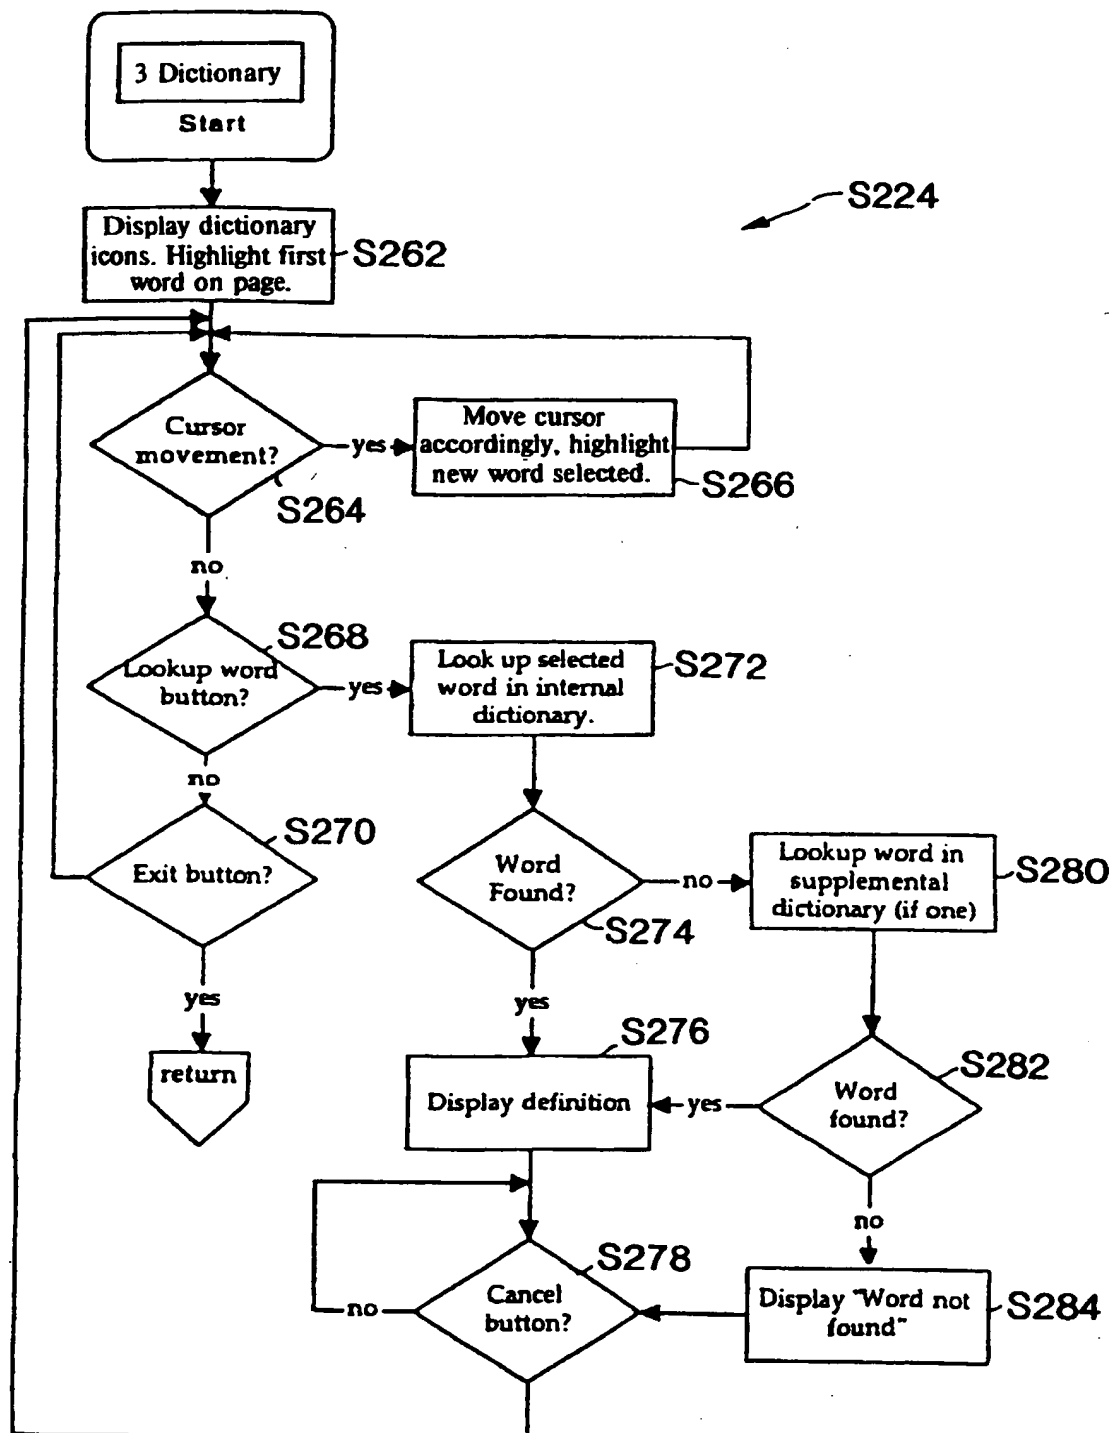 3 Dictionary
Start
S224
Display dictionary
icons. Highlight first
word on page.
S262
Cursor
movement?
S264
yes
Move cursor
accordingly, highlight
new word selected.
S266
no
Lookup word
button?
S268
yes
Look up selected
word in internal
dictionary.
S272
no
Exit button?
S270
yes
return
Word
Found?
S274
no
Lookup word in
supplemental
dictionary (if one)
S280
yes
Display definition
S276
yes
Word
found?
S282
no
Cancel
button?
S278
no
Display "Word not
found"
S284